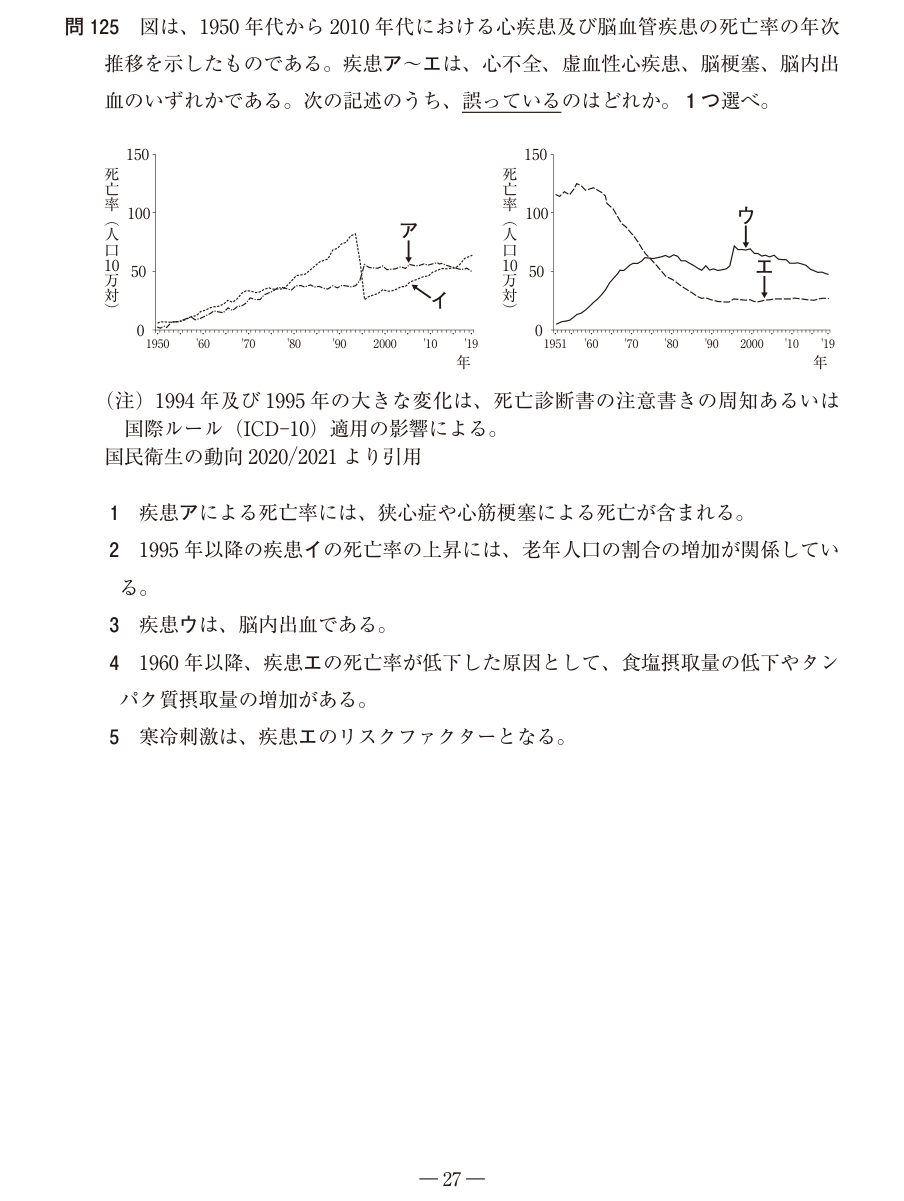 問 125　図は、1950 年代から 2010 年代における心疾患及び脳血管疾患の死亡率の年次
推移を示したものである。疾患ア～エは、心不全、虚血性心疾患、脳梗塞、脳内出
血のいずれかである。次の記述のうち、誤っているのはどれか。1つ選べ。
死亡率（人口10万対）
150
100
50
0
ア
イ
1950 '60 '70 '80 '90 2000 '10 '19
年
死亡率（人口10万対）
150
100
50
0
ウ
エ
1951 '60 '70 '80 '90 2000 '10 '19
年
（注）1994 年及び 1995 年の大きな変化は、死亡診断書の注意書きの周知あるいは
国際ルール（ICD-10）適用の影響による。
国民衛生の動向 2020/2021 より引用
1　疾患アによる死亡率には、狭心症や心筋梗塞による死亡が含まれる。
2　1995 年以降の疾患イの死亡率の上昇には、老年人口の割合の増加が関係してい
る。
3　疾患ウは、脳内出血である。
4　1960 年以降、疾患エの死亡率が低下した原因として、食塩摂取量の低下やタン
パク質摂取量の増加がある。
5　寒冷刺激は、疾患エのリスクファクターとなる。
― 27 ―